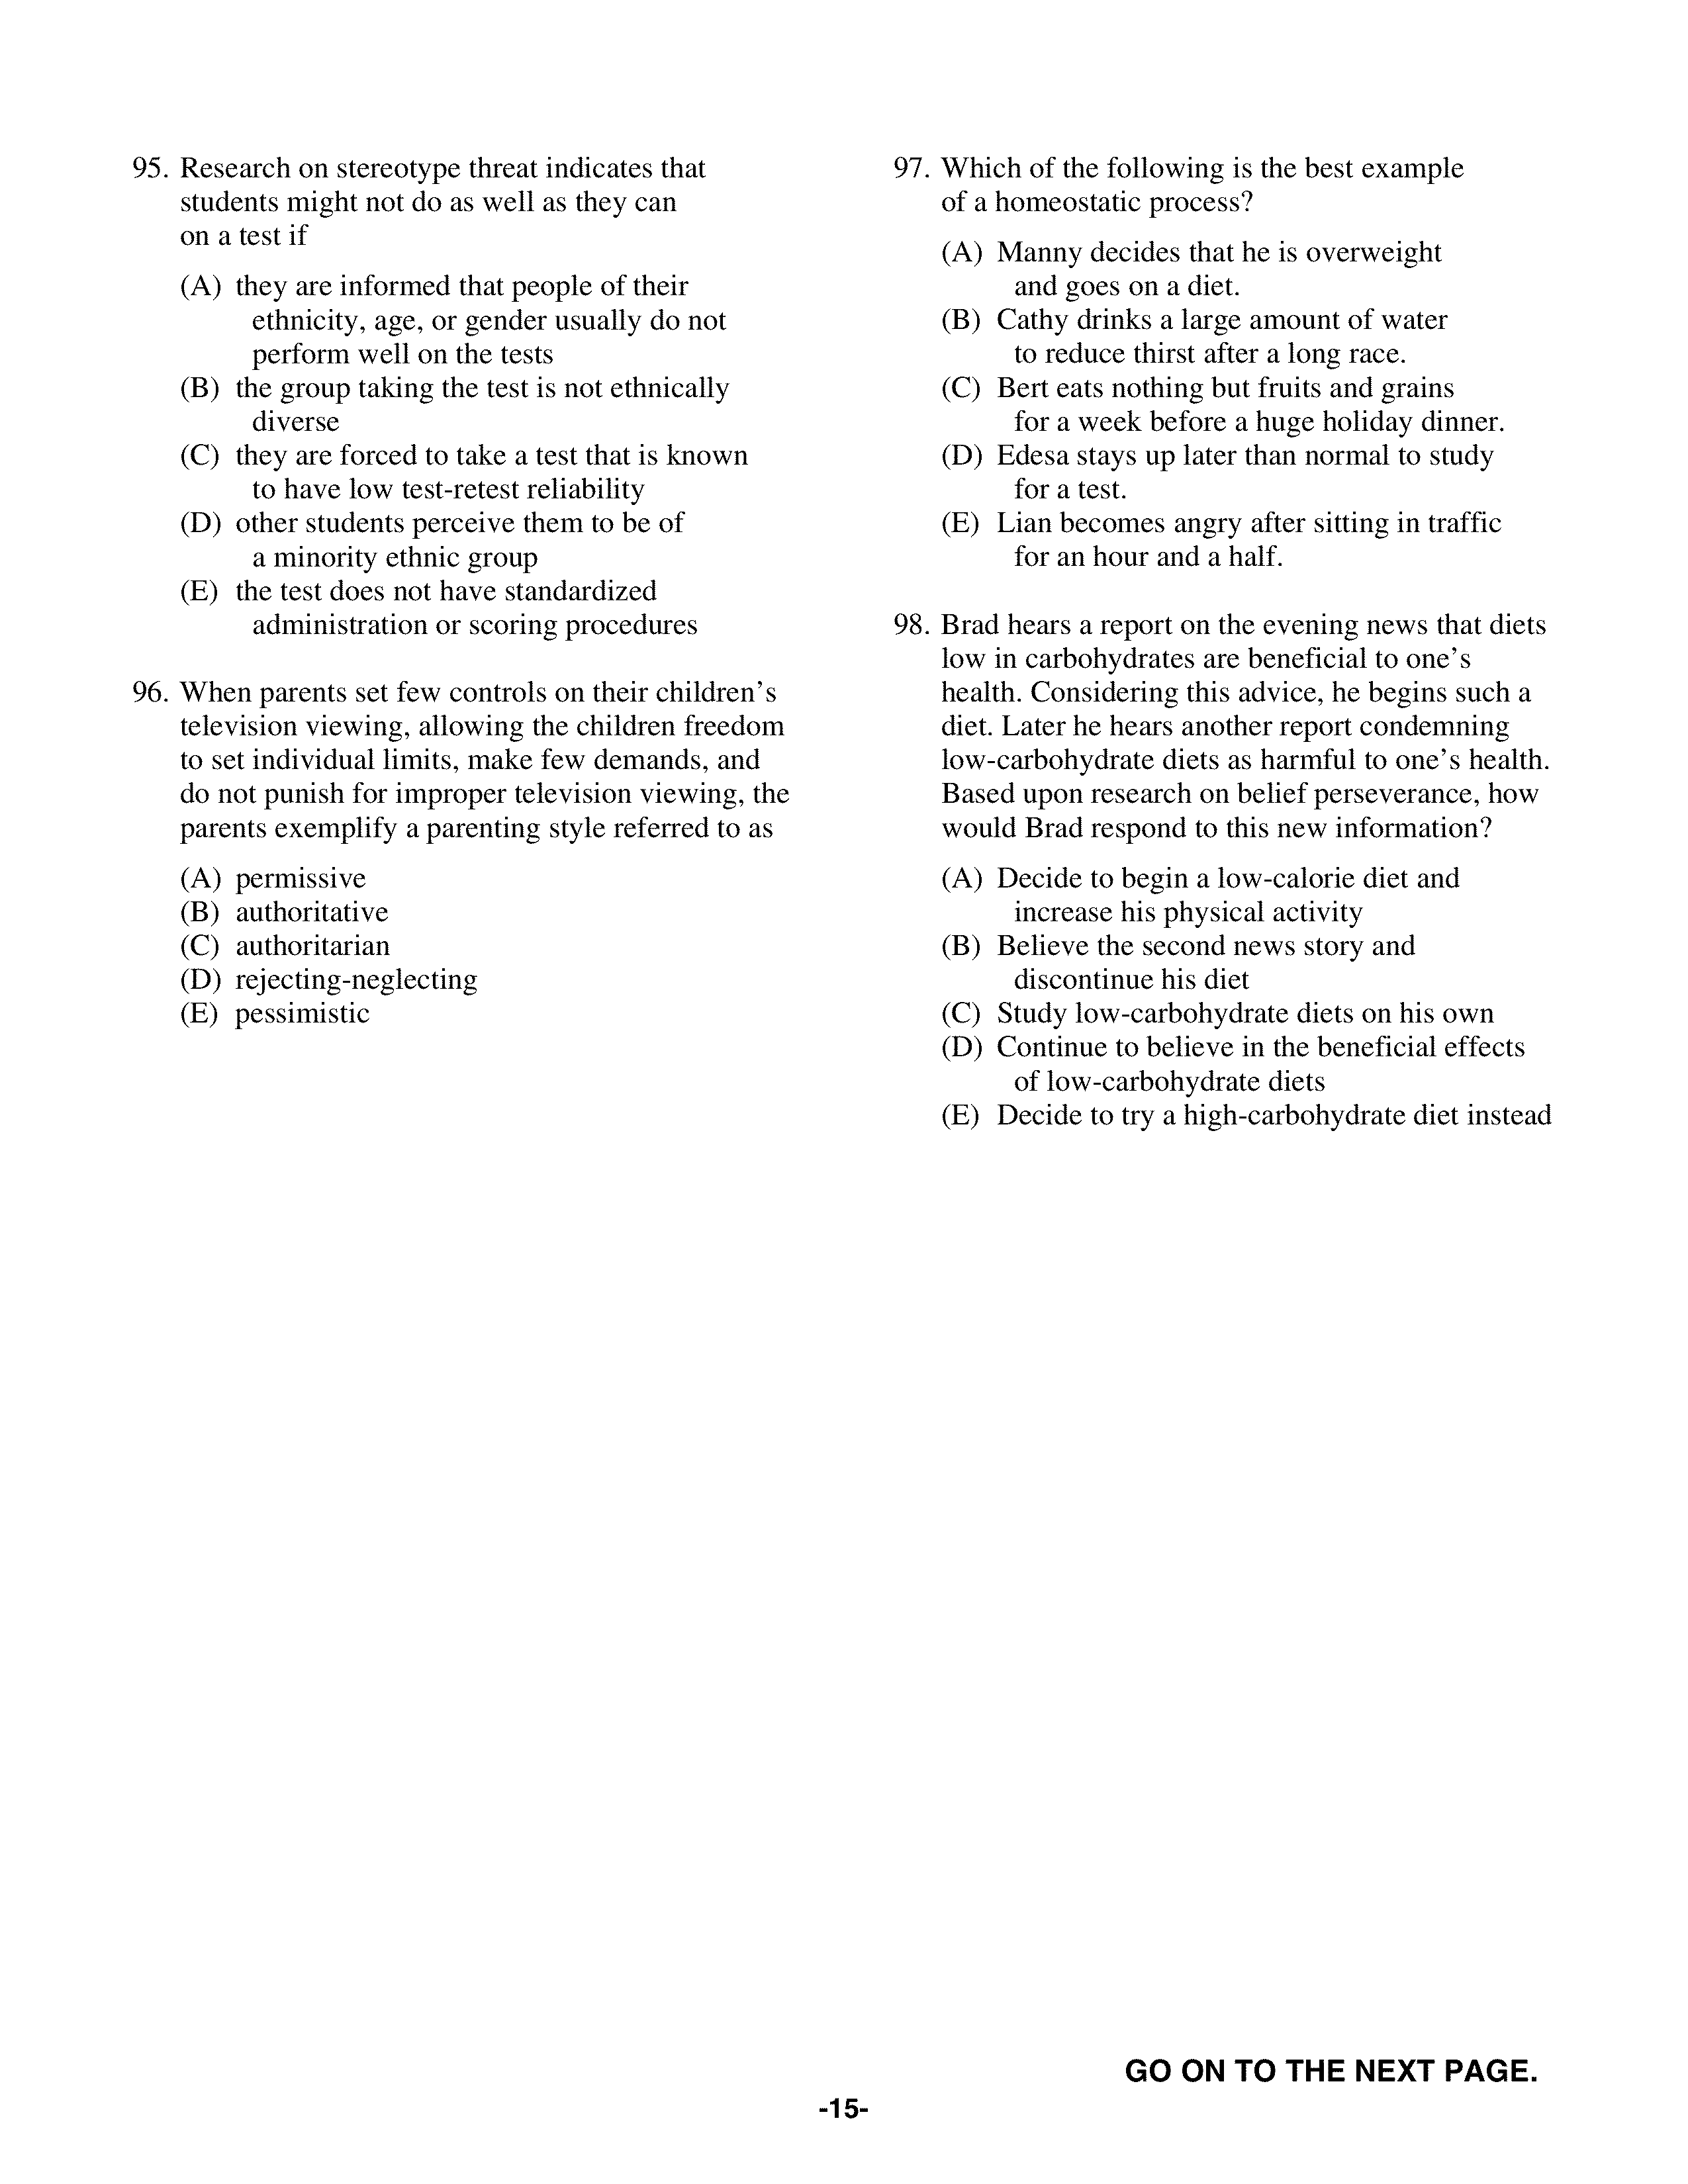 95. Research on stereotype threat indicates that
students might not do as well as they can
on a test if
(A) they are informed that people of their
ethnicity, age, or gender usually do not
perform well on the tests
(B) the group taking the test is not ethnically
diverse
(C) they are forced to take a test that is known
to have low test-retest reliability
(D) other students perceive them to be of
a minority ethnic group
(E) the test does not have standardized
administration or scoring procedures
96. When parents set few controls on their children’s
television viewing, allowing the children freedom
to set individual limits, make few demands, and
do not punish for improper television viewing, the
parents exemplify a parenting style referred to as
(A) permissive
(B) authoritative
(C) authoritarian
(D) rejecting-neglecting
(E) pessimistic
97. Which of the following is the best example
of a homeostatic process?
(A) Manny decides that he is overweight
and goes on a diet.
(B) Cathy drinks a large amount of water
to reduce thirst after a long race.
(C) Bert eats nothing but fruits and grains
for a week before a huge holiday dinner.
(D) Edesa stays up later than normal to study
for a test.
(E) Lian becomes angry after sitting in traffic
for an hour and a half.
98. Brad hears a report on the evening news that diets
low in carbohydrates are beneficial to one’s
health. Considering this advice, he begins such a
diet. Later he hears another report condemning
low-carbohydrate diets as harmful to one’s health.
Based upon research on belief perseverance, how
would Brad respond to this new information?
(A) Decide to begin a low-calorie diet and
increase his physical activity
(B) Believe the second news story and
discontinue his diet
(C) Study low-carbohydrate diets on his own
(D) Continue to believe in the beneficial effects
of low-carbohydrate diets
(E) Decide to try a high-carbohydrate diet instead
GO ON TO THE NEXT PAGE.
-15-